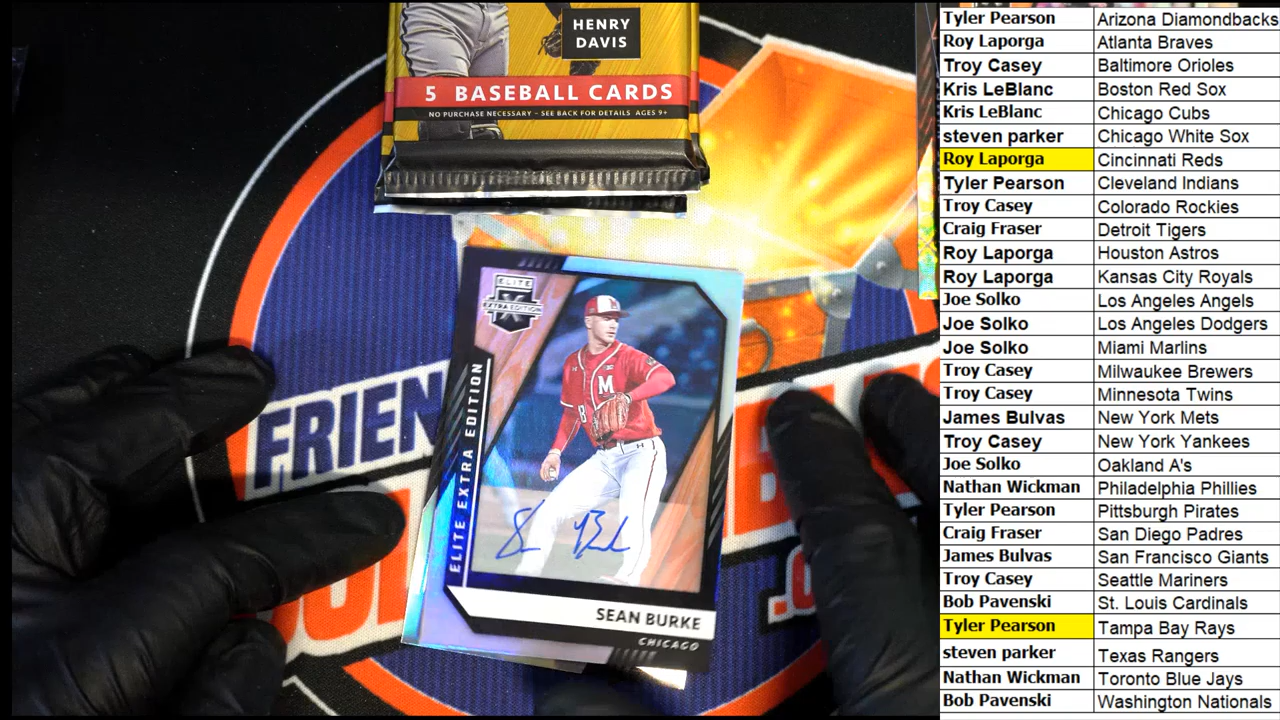 HENRY
DAVIS
5 BASEBALL CARDS
NO PURCHASE NECESSARY - SEE BACK FOR DETAILS AGES 9+
ELITE
EXTRA EDITION
ELITE EXTRA EDITION
M
8
SEAN BURKE
CHICAGO
FRIEN
Tyler Pearson Arizona Diamondbacks
Roy Laporga Atlanta Braves
Troy Casey Baltimore Orioles
Kris LeBlanc Boston Red Sox
Kris LeBlanc Chicago Cubs
steven parker Chicago White Sox
Roy Laporga Cincinnati Reds
Tyler Pearson Cleveland Indians
Troy Casey Colorado Rockies
Craig Fraser Detroit Tigers
Roy Laporga Houston Astros
Roy Laporga Kansas City Royals
Joe Solko Los Angeles Angels
Joe Solko Los Angeles Dodgers
Joe Solko Miami Marlins
Troy Casey Milwaukee Brewers
Troy Casey Minnesota Twins
James Bulvas New York Mets
Troy Casey New York Yankees
Joe Solko Oakland A's
Nathan Wickman Philadelphia Phillies
Tyler Pearson Pittsburgh Pirates
Craig Fraser San Diego Padres
James Bulvas San Francisco Giants
Troy Casey Seattle Mariners
Bob Pavenski St. Louis Cardinals
Tyler Pearson Tampa Bay Rays
steven parker Texas Rangers
Nathan Wickman Toronto Blue Jays
Bob Pavenski Washington Nationals